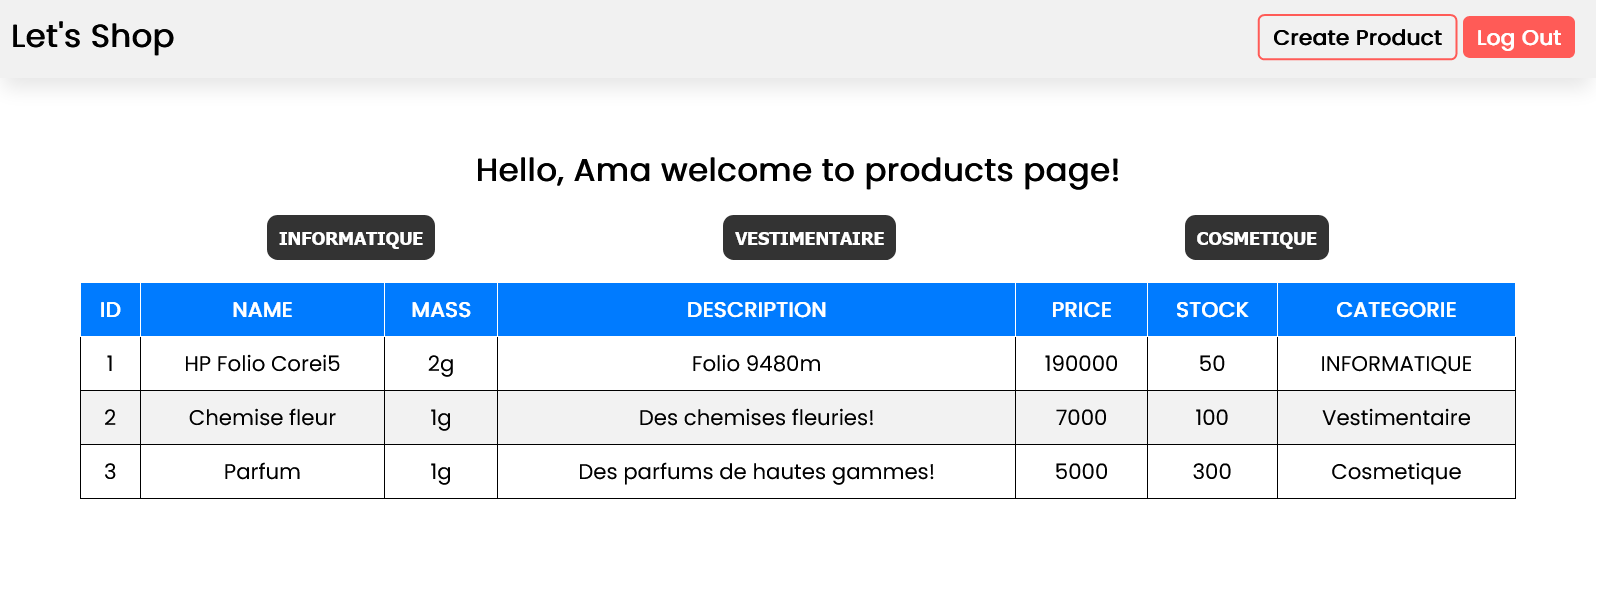 Let's Shop Create Product Log Out
Hello, Ama welcome to products page!
INFORMATIQUE VESTIMENTAIRE COSMETIQUE
ID NAME MASS DESCRIPTION PRICE STOCK CATEGORIE
1 HP Folio Corei5 2g Folio 9480m 190000 50 INFORMATIQUE
2 Chemise fleur 1g Des chemises fleuries! 7000 100 Vestimentaire
3 Parfum 1g Des parfums de hautes gammes! 5000 300 Cosmetique